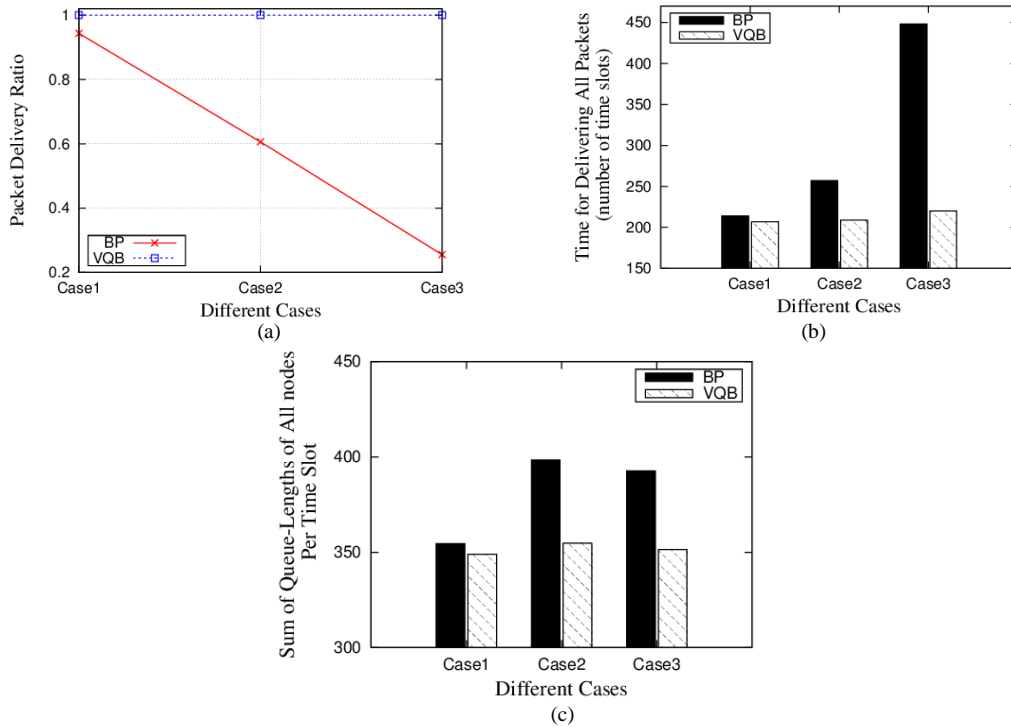 1
0.8
0.6
0.4
0.2
Packet Delivery Ratio
BP
VQB
Case1
Case2
Case3
Different Cases
(a)
450
400
350
300
250
200
150
Time for Delivering All Packets
(number of time slots)
BP
VQB
Case1
Case2
Case3
Different Cases
(b)
450
400
350
300
Sum of Queue-Lengths of All nodes
Per Time Slot
BP
VQB
Case1
Case2
Case3
Different Cases
(c)